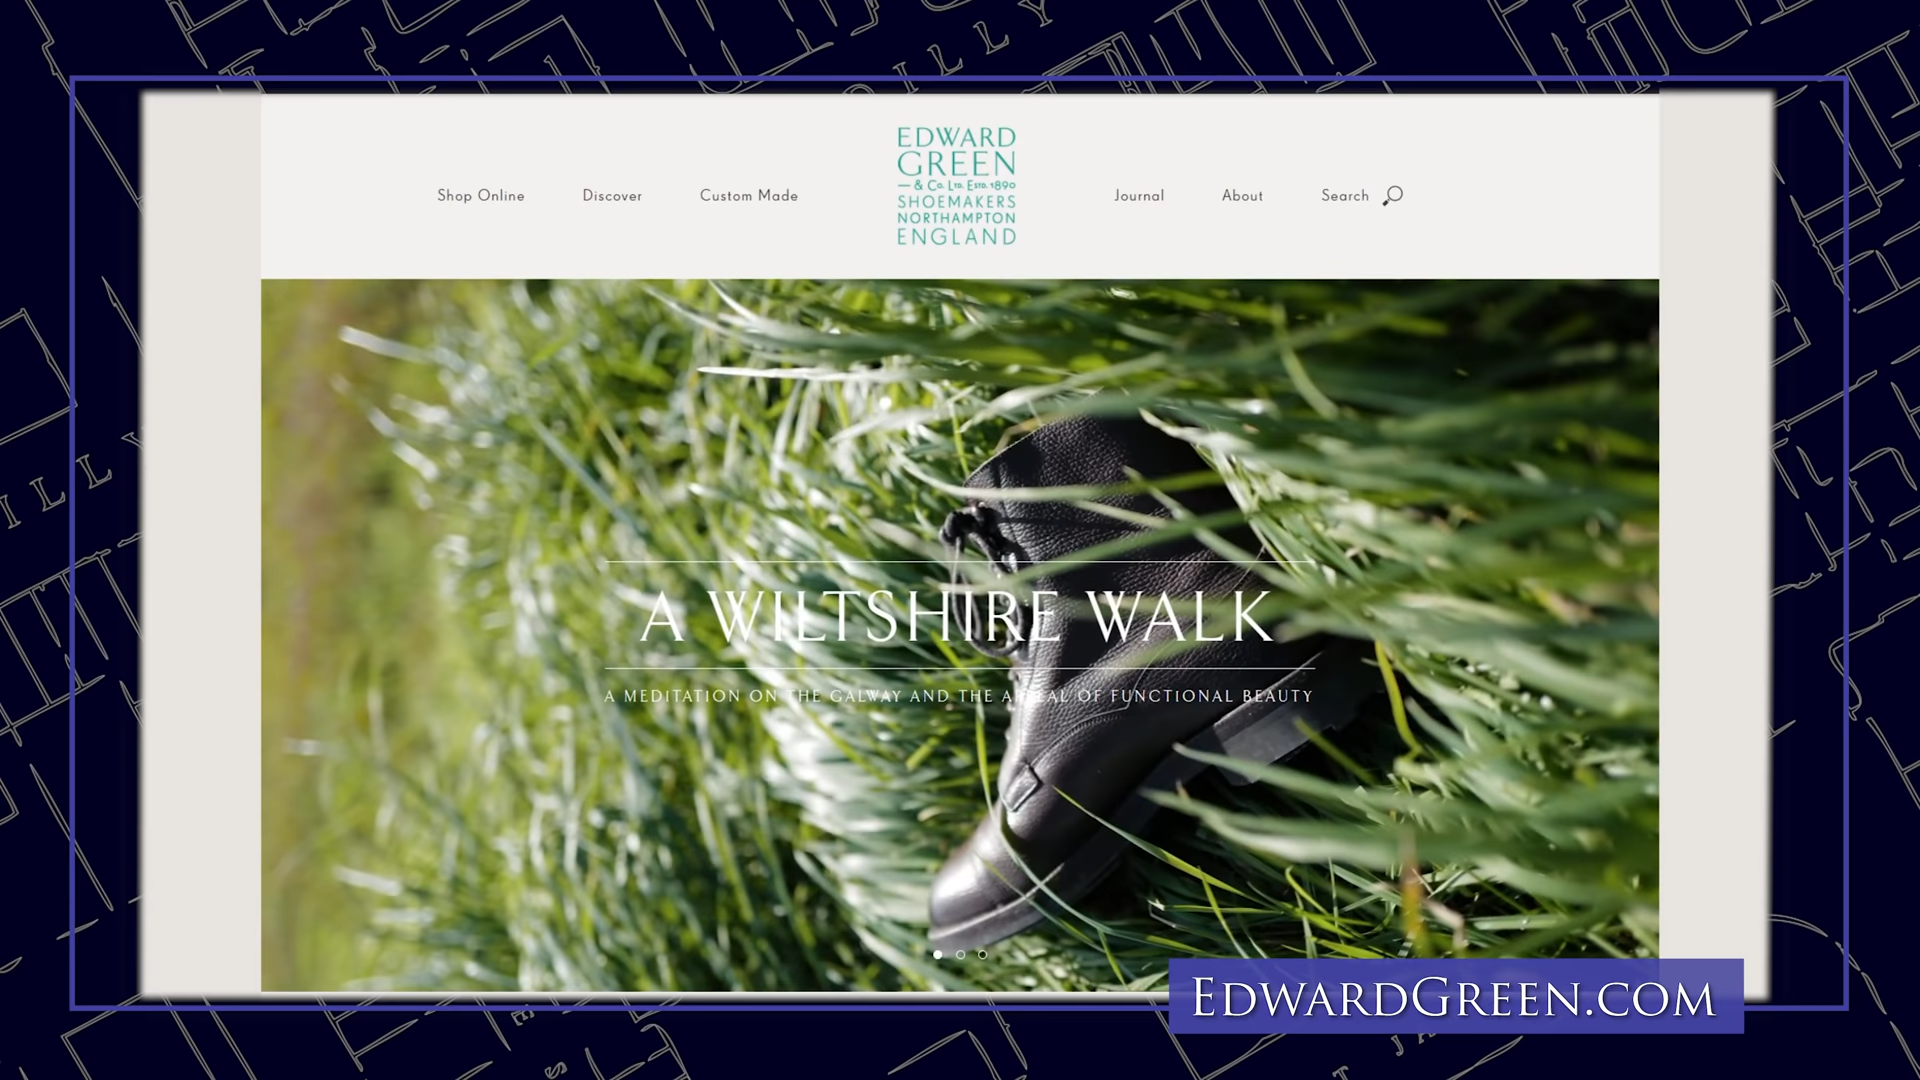 Shop Online
Discover
Custom Made
EDWARD
GREEN
— & Co. LTD. ESTD. 1890
SHOEMAKERS
NORTHAMPTON
ENGLAND
Journal
About
Search
A WILTSHIRE WALK
A MEDITATION ON THE GALWAY AND THE APPEAL OF FUNCTIONAL BEAUTY
EDWARDGREEN.COM
ILLY